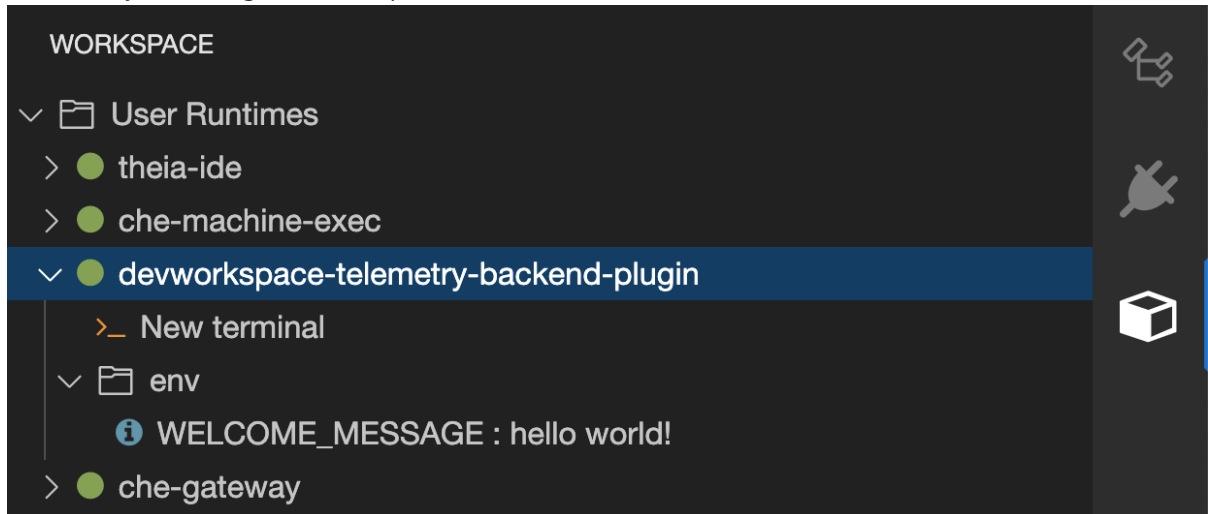 WORKSPACE
User Runtimes
theia-ide
che-machine-exec
devworkspace-telemetry-backend-plugin
>_ New terminal
env
WELCOME_MESSAGE : hello world!
che-gateway